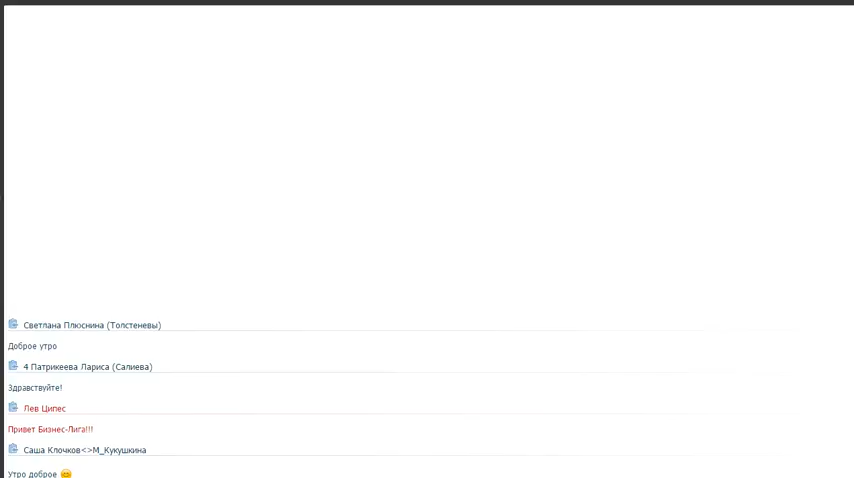 Светлана Плюснина (Толстеневы)
Доброе утро
4 Патрикеева Лариса (Салиева)
Здравствуйте!
Лев Ципес
Привет Бизнес-Лига!!!
Саша Клочков<>М_Кукушкина
Утро доброе